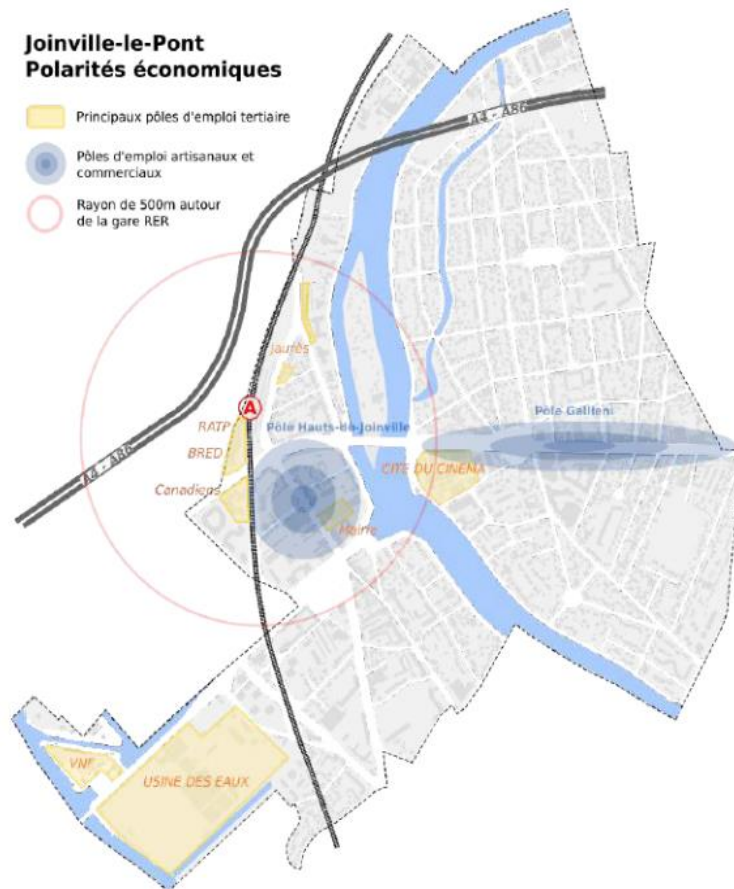 Joinville-le-Pont
Polarités économiques
Principaux pôles d'emploi tertiaire
Pôles d'emploi artisanaux et
commerciaux
Rayon de 500m autour
de la gare RER
A4 - A86
Jaurès
A
RATP
Pôle Hauts-de-Joinville
Pôle Gallieni
BRED
CITE DU CINEMA
A4 - A86
Canadiens
Mairie
VNF
USINE DES EAUX